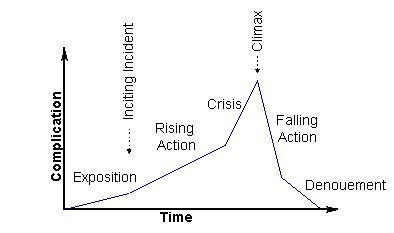 Complication
Exposition
Inciting Incident
Rising
Action
Crisis
Climax
Falling
Action
Denouement
Time